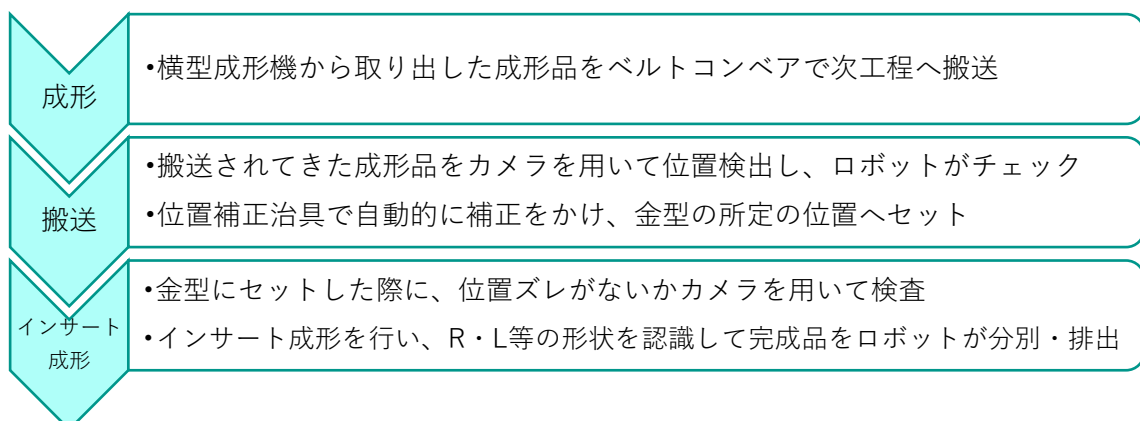 成形
•横型成形機から取り出した成形品をベルトコンベアで次工程へ搬送
搬送
•搬送されてきた成形品をカメラを用いて位置検出し、ロボットがチェック
•位置補正治具で自動的に補正をかけ、金型の所定の位置へセット
インサート
成形
•金型にセットした際に、位置ズレがないかカメラを用いて検査
•インサート成形を行い、R・L等の形状を認識して完成品をロボットが分別・排出